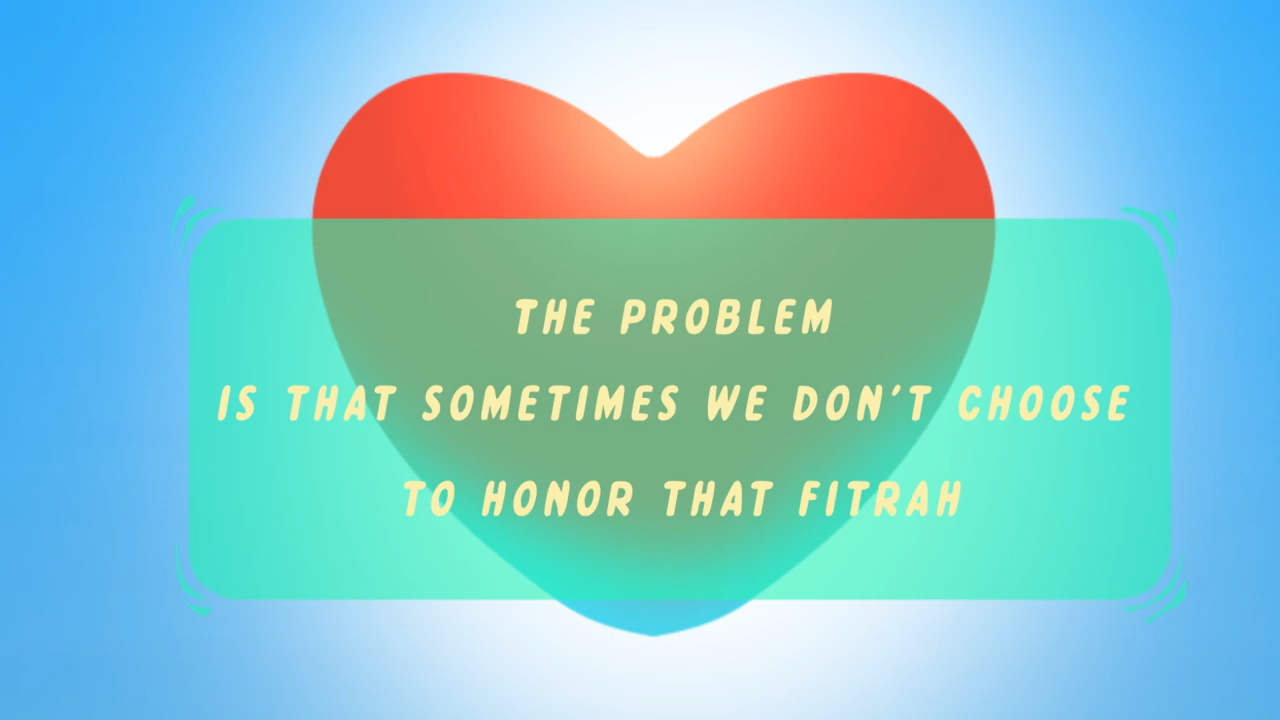 THE PROBLEM
IS THAT SOMETIMES WE DON'T CHOOSE
TO HONOR THAT FITRAH